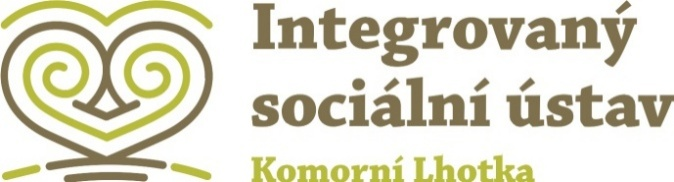 Integrovaný
sociální ústav
Komorní Lhotka